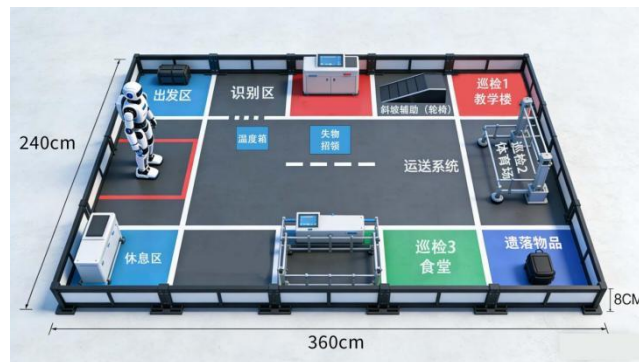 出发区
识别区
巡检1
教学楼
斜坡辅助（轮椅）
240cm
温度箱
失物
招领
巡检2
体育场
运送系统
休息区
巡检3
食堂
遗落物品
8CM
360cm